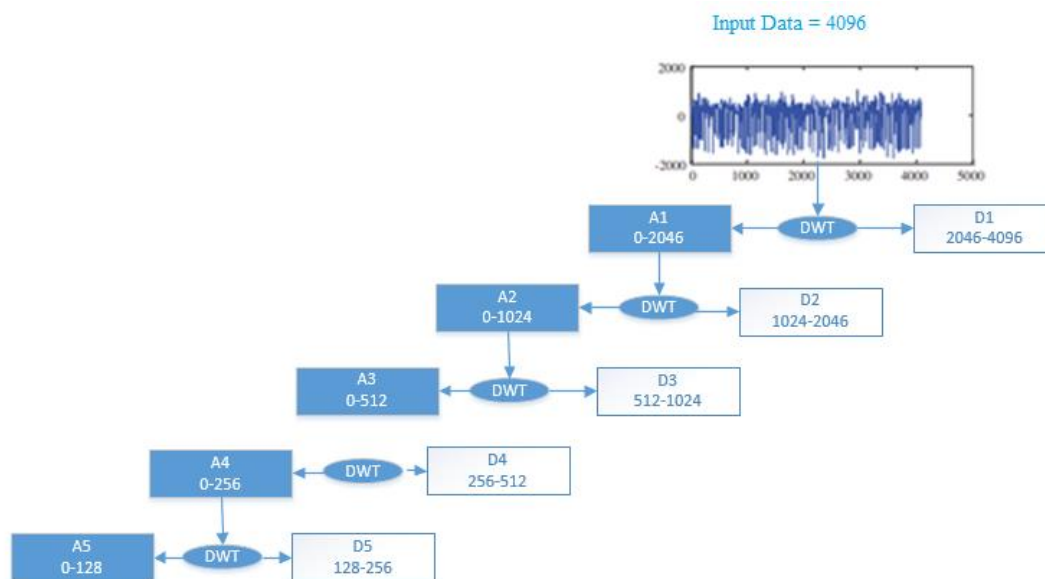 Input Data = 4096
2000
0
-2000
0 1000 2000 3000 4000 5000
A1
0-2046
DWT
D1
2046-4096
A2
0-1024
DWT
D2
1024-2046
A3
0-512
DWT
D3
512-1024
A4
0-256
DWT
D4
256-512
A5
0-128
DWT
D5
128-256